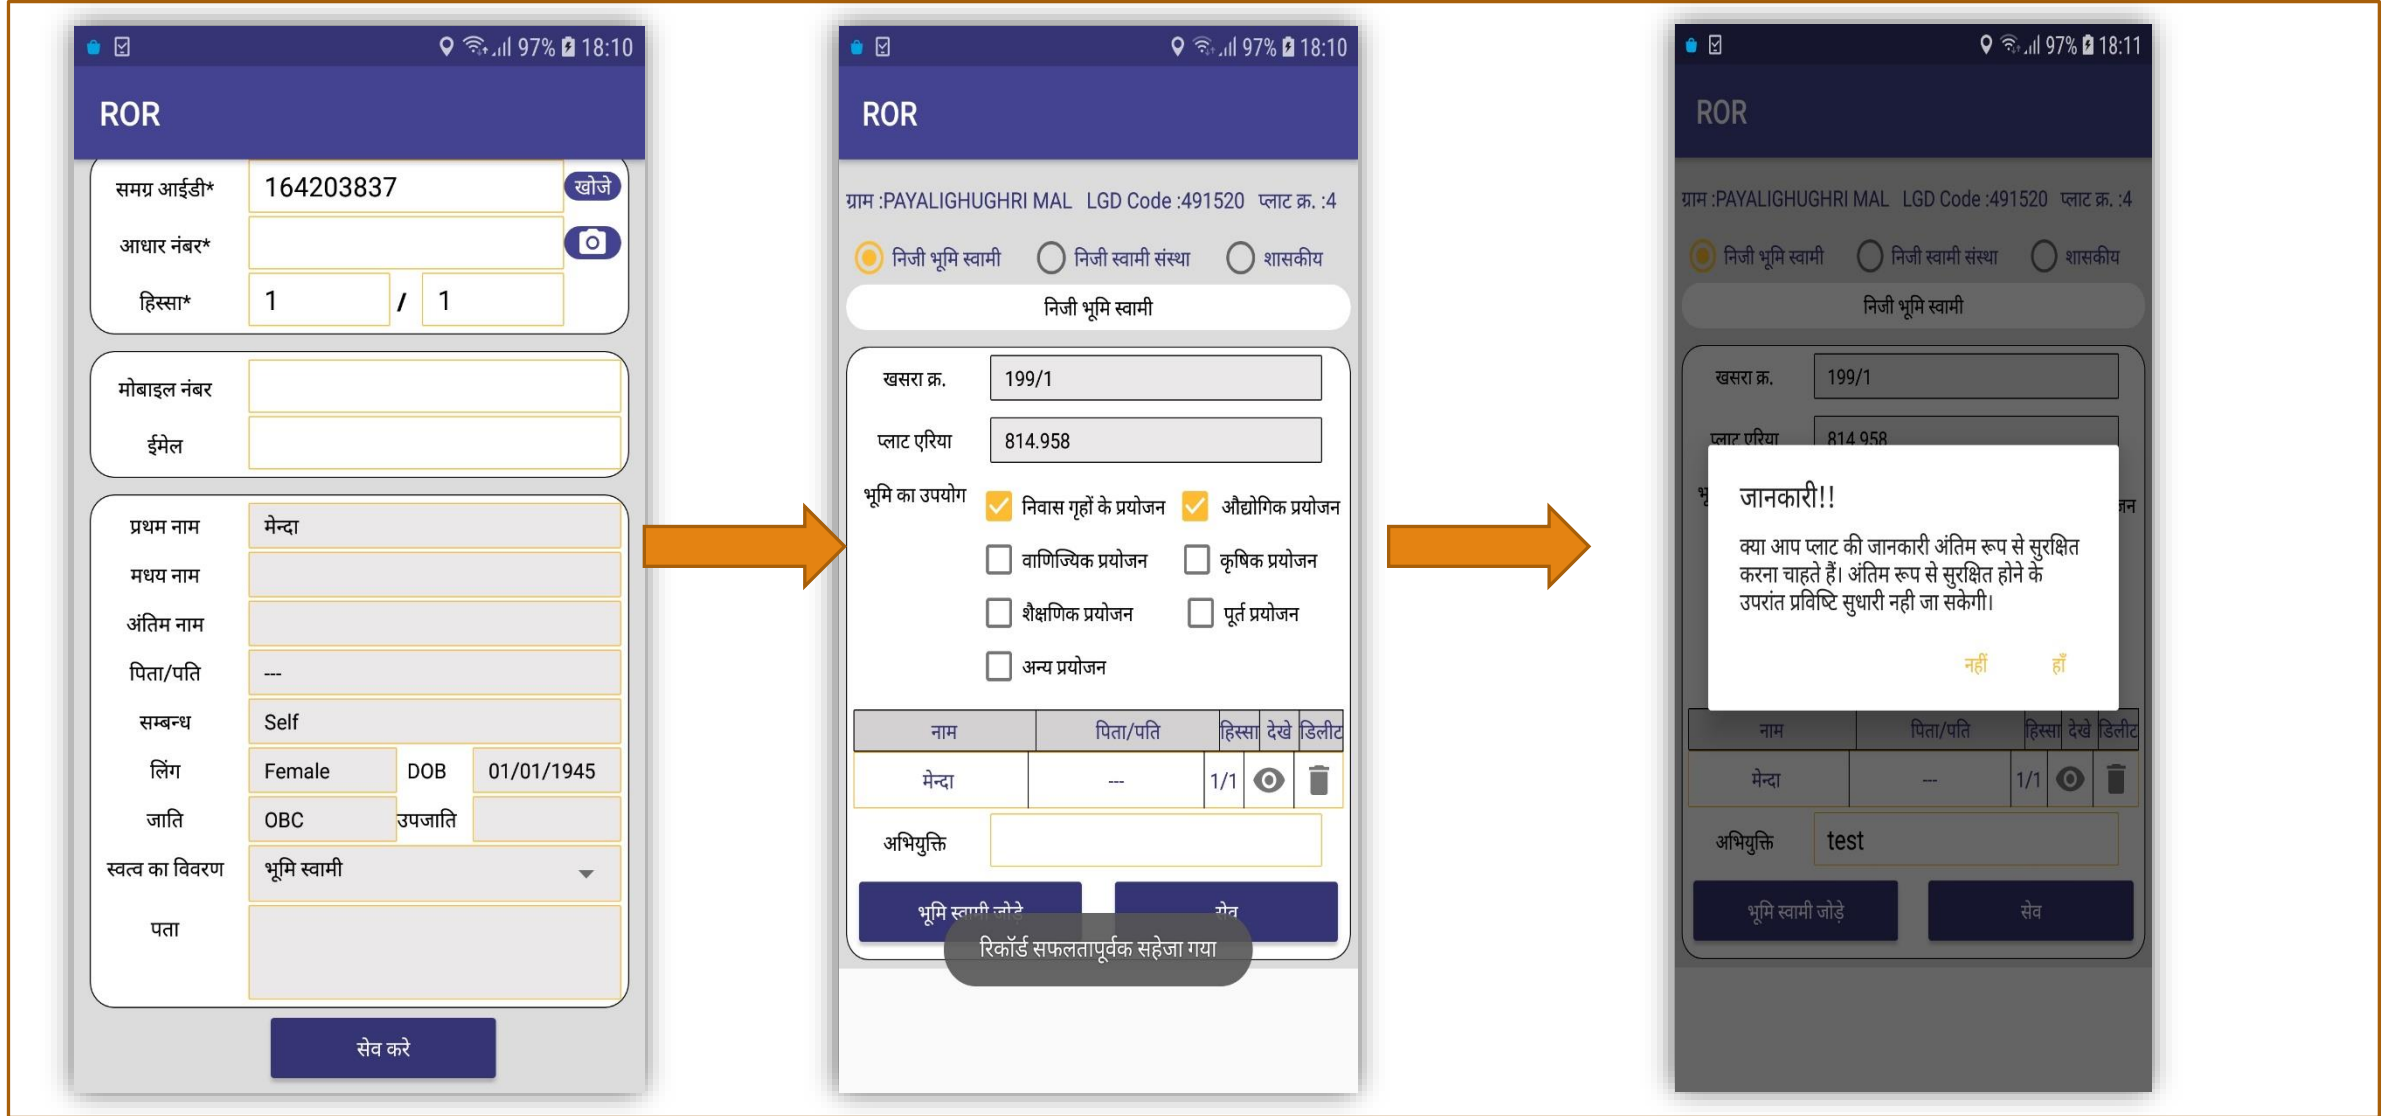 97% 18:10
ROR
समग्र आईडी* 164203837 खोजे
आधार नंबर*
हिस्सा* 1 / 1
मोबाइल नंबर
ईमेल
प्रथम नाम मेन्दा
मधय नाम
अंतिम नाम
पिता/पति ---
सम्बन्ध Self
लिंग Female DOB 01/01/1945
जाति OBC उपजाति
स्वत्व का विवरण भूमि स्वामी
पता
सेव करे
97% 18:10
ROR
ग्राम :PAYALIGHUGHRI MAL LGD Code :491520 प्लाट क्र. :4
निजी भूमि स्वामी निजी स्वामी संस्था शासकीय
निजी भूमि स्वामी
खसरा क्र. 199/1
प्लाट एरिया 814.958
भूमि का उपयोग निवास गृहों के प्रयोजन औद्योगिक प्रयोजन
वाणिज्यिक प्रयोजन कृषिक प्रयोजन
शैक्षणिक प्रयोजन पूर्त प्रयोजन
अन्य प्रयोजन
नाम पिता/पति हिस्सा देखे डिलीट
मेन्दा --- 1/1
अभियुक्ति
भूमि स्वामी जोड़े सेव
रिकॉर्ड सफलतापूर्वक सहेजा गया
97% 18:11
ROR
ग्राम :PAYALIGHUGHRI MAL LGD Code :491520 प्लाट क्र. :4
निजी भूमि स्वामी निजी स्वामी संस्था शासकीय
निजी भूमि स्वामी
खसरा क्र. 199/1
प्लाट एरिया 814.958
जानकारी!!
क्या आप प्लाट की जानकारी अंतिम रूप से सुरक्षित
करना चाहते हैं। अंतिम रूप से सुरक्षित होने के
उपरांत प्रविष्टि सुधारी नही जा सकेगी।
नहीं हाँ
नाम पिता/पति हिस्सा देखे डिलीट
मेन्दा --- 1/1
अभियुक्ति test
भूमि स्वामी जोड़े सेव